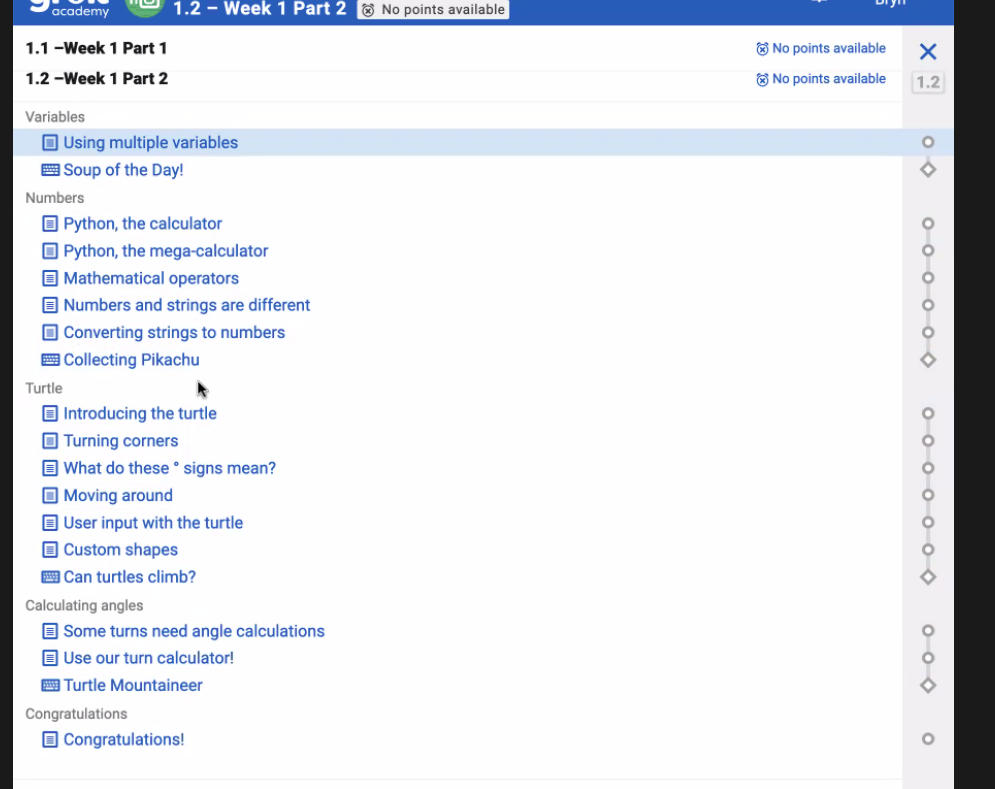 academy
1.2 – Week 1 Part 2 No points available
1.1 –Week 1 Part 1 No points available
1.2 –Week 1 Part 2 No points available
1.2
Variables
Using multiple variables
Soup of the Day!
Numbers
Python, the calculator
Python, the mega-calculator
Mathematical operators
Numbers and strings are different
Converting strings to numbers
Collecting Pikachu
Turtle
Introducing the turtle
Turning corners
What do these ° signs mean?
Moving around
User input with the turtle
Custom shapes
Can turtles climb?
Calculating angles
Some turns need angle calculations
Use our turn calculator!
Turtle Mountaineer
Congratulations
Congratulations!